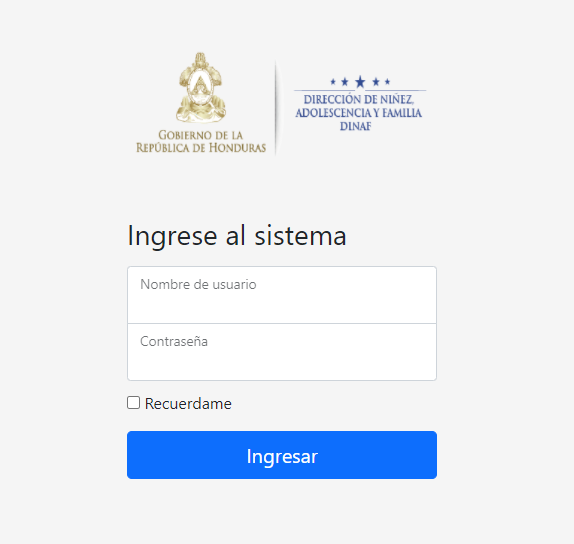 GOBIERNO DE LA
REPÚBLICA DE HONDURAS
DIRECCIÓN DE NIÑEZ,
ADOLESCENCIA Y FAMILIA
DINAF
Ingrese al sistema
Nombre de usuario
Contraseña
Recuerdame
Ingresar